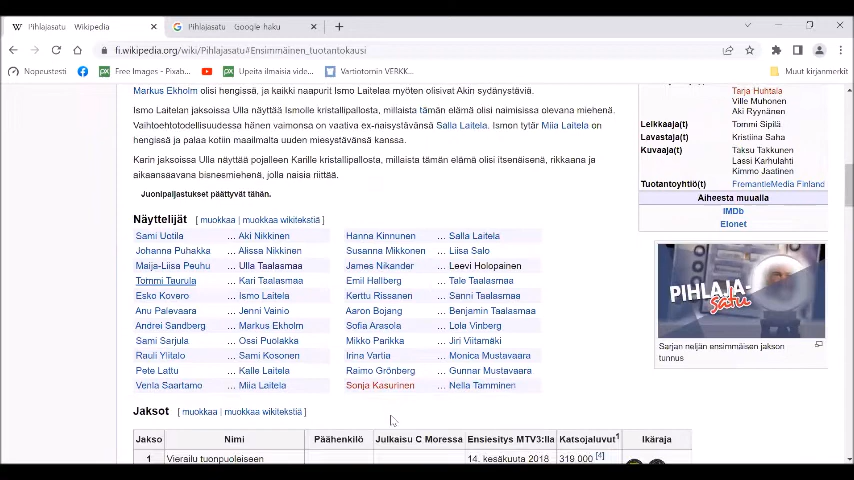 Pihlajasatu Wikipedia
Pihlajasatu Google haku
fi.wikipedia.org/wiki/Pihlajasatu#Ensimmäinen_tuotantokausi
Nopeustesti
Free Images - Pixab...
Upeita ilmaisia vide...
Vartiotornin VERKK...
Muut kirjanmerkit
Markus Ekholm olisi hengissä, ja kaikki naapurit Ismo Laitelaa myöten olisivat Akin sydänystäviä.
Ismo Laitelan jaksoissa Ulla näyttää Ismolle kristallipallosta, millaista tämän elämä olisi naimisissa olevana miehenä.
Vaihtoehtotodellisuudessa hänen vaimonsa on vaativa ex-naisystävänsä Salla Laitela. Ismon tytär Miia Laitela on
hengissä ja palaa kotiin maailmalta uuden miesystävänsä kanssa.
Karin jaksoissa Ulla näyttää pojalleen Karille kristallipallosta, millaista tämän elämä olisi itsenäisenä, rikkaana ja
aikaansaavana bisnesmiehenä, jolla naisia riittää.
Juonipaljastukset päättyvät tähän.
Näyttelijät [ muokkaa | muokkaa wikitekstiä ]
Sami Uotila ... Aki Nikkinen
Johanna Puhakka ... Alissa Nikkinen
Maija-Liisa Peuhu ... Ulla Taalasmaa
Tommi Taurula ... Kari Taalasmaa
Esko Kovero ... Ismo Laitela
Anu Palevaara ... Jenni Vainio
Andrei Sandberg ... Markus Ekholm
Sami Sarjula ... Ossi Puolakka
Rauli Ylitalo ... Sami Kosonen
Pete Lattu ... Kalle Laitela
Venla Saartamo ... Miia Laitela
Hanna Kinnunen ... Salla Laitela
Susanna Mikkonen ... Liisa Salo
James Nikander ... Leevi Holopainen
Emil Hallberg ... Tale Taalasmaa
Kerttu Rissanen ... Sanni Taalasmaa
Aaron Bojang ... Benjamin Taalasmaa
Sofia Arasola ... Lola Vinberg
Mikko Parikka ... Jiri Viitamäki
Irina Vartia ... Monica Mustavaara
Raimo Grönberg ... Gunnar Mustavaara
Sonja Kasurinen ... Nella Tamminen
Tarja Huhtala
Ville Muhonen
Aki Ryynänen
Leikkaaja(t) Tommi Sipilä
Lavastaja(t) Kristiina Saha
Kuvaaja(t) Taksu Takkunen
Lassi Karhulahti
Kimmo Jaatinen
Tuotantoyhtiö(t) FremantleMedia Finland
Aiheesta muualla
IMDb
Elonet
PIHLAJA-
satu
Sarjan neljän ensimmäisen jakson
tunnus
Jaksot [ muokkaa | muokkaa wikitekstiä ]
Jakso Nimi Päähenkilö Julkaisu C Moressa Ensiesitys MTV3:lla Katsojaluvut1 Ikäraja
1 Vierailu tuonpuoleiseen 14. kesäkuuta 2018 319 000 [4]